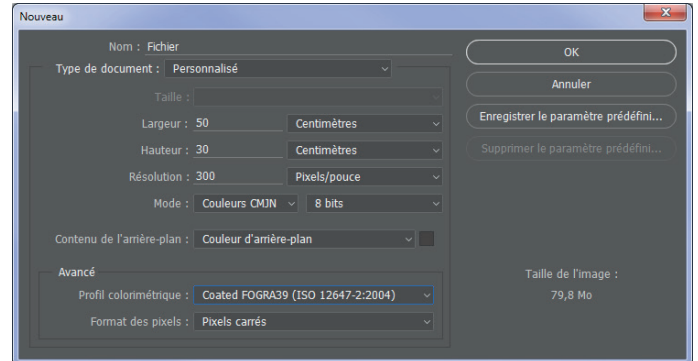 Nouveau
Nom : Fichier
OK
Type de document : Personnalisé
Annuler
Taille :
Largeur : 50 Centimètres
Enregistrer le paramètre prédéfini...
Hauteur : 30 Centimètres
Supprimer le paramètre prédéfini...
Résolution : 300 Pixels/pouce
Mode : Couleurs CMJN 8 bits
Contenu de l'arrière-plan : Couleur d'arrière-plan
Avancé
Taille de l'image :
Profil colorimétrique : Coated FOGRA39 (ISO 12647-2:2004)
79,8 Mo
Format des pixels : Pixels carrés